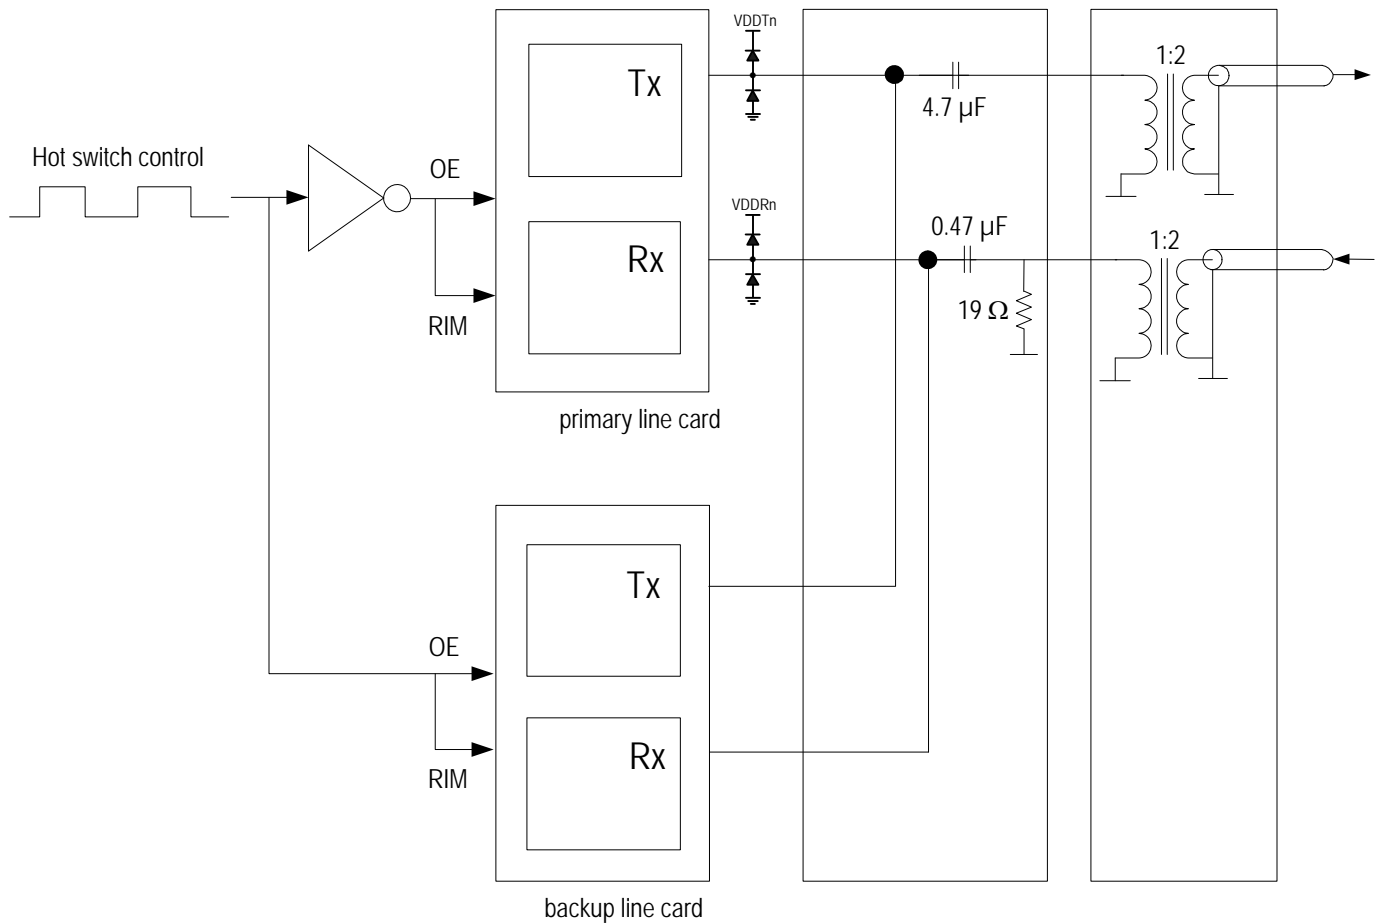 VDDTn
Tx
1:2
4.7 µF
Hot switch control
OE
VDDRn
0.47 µF
1:2
Rx
19 Ω
RIM
primary line card
Tx
OE
Rx
RIM
backup line card